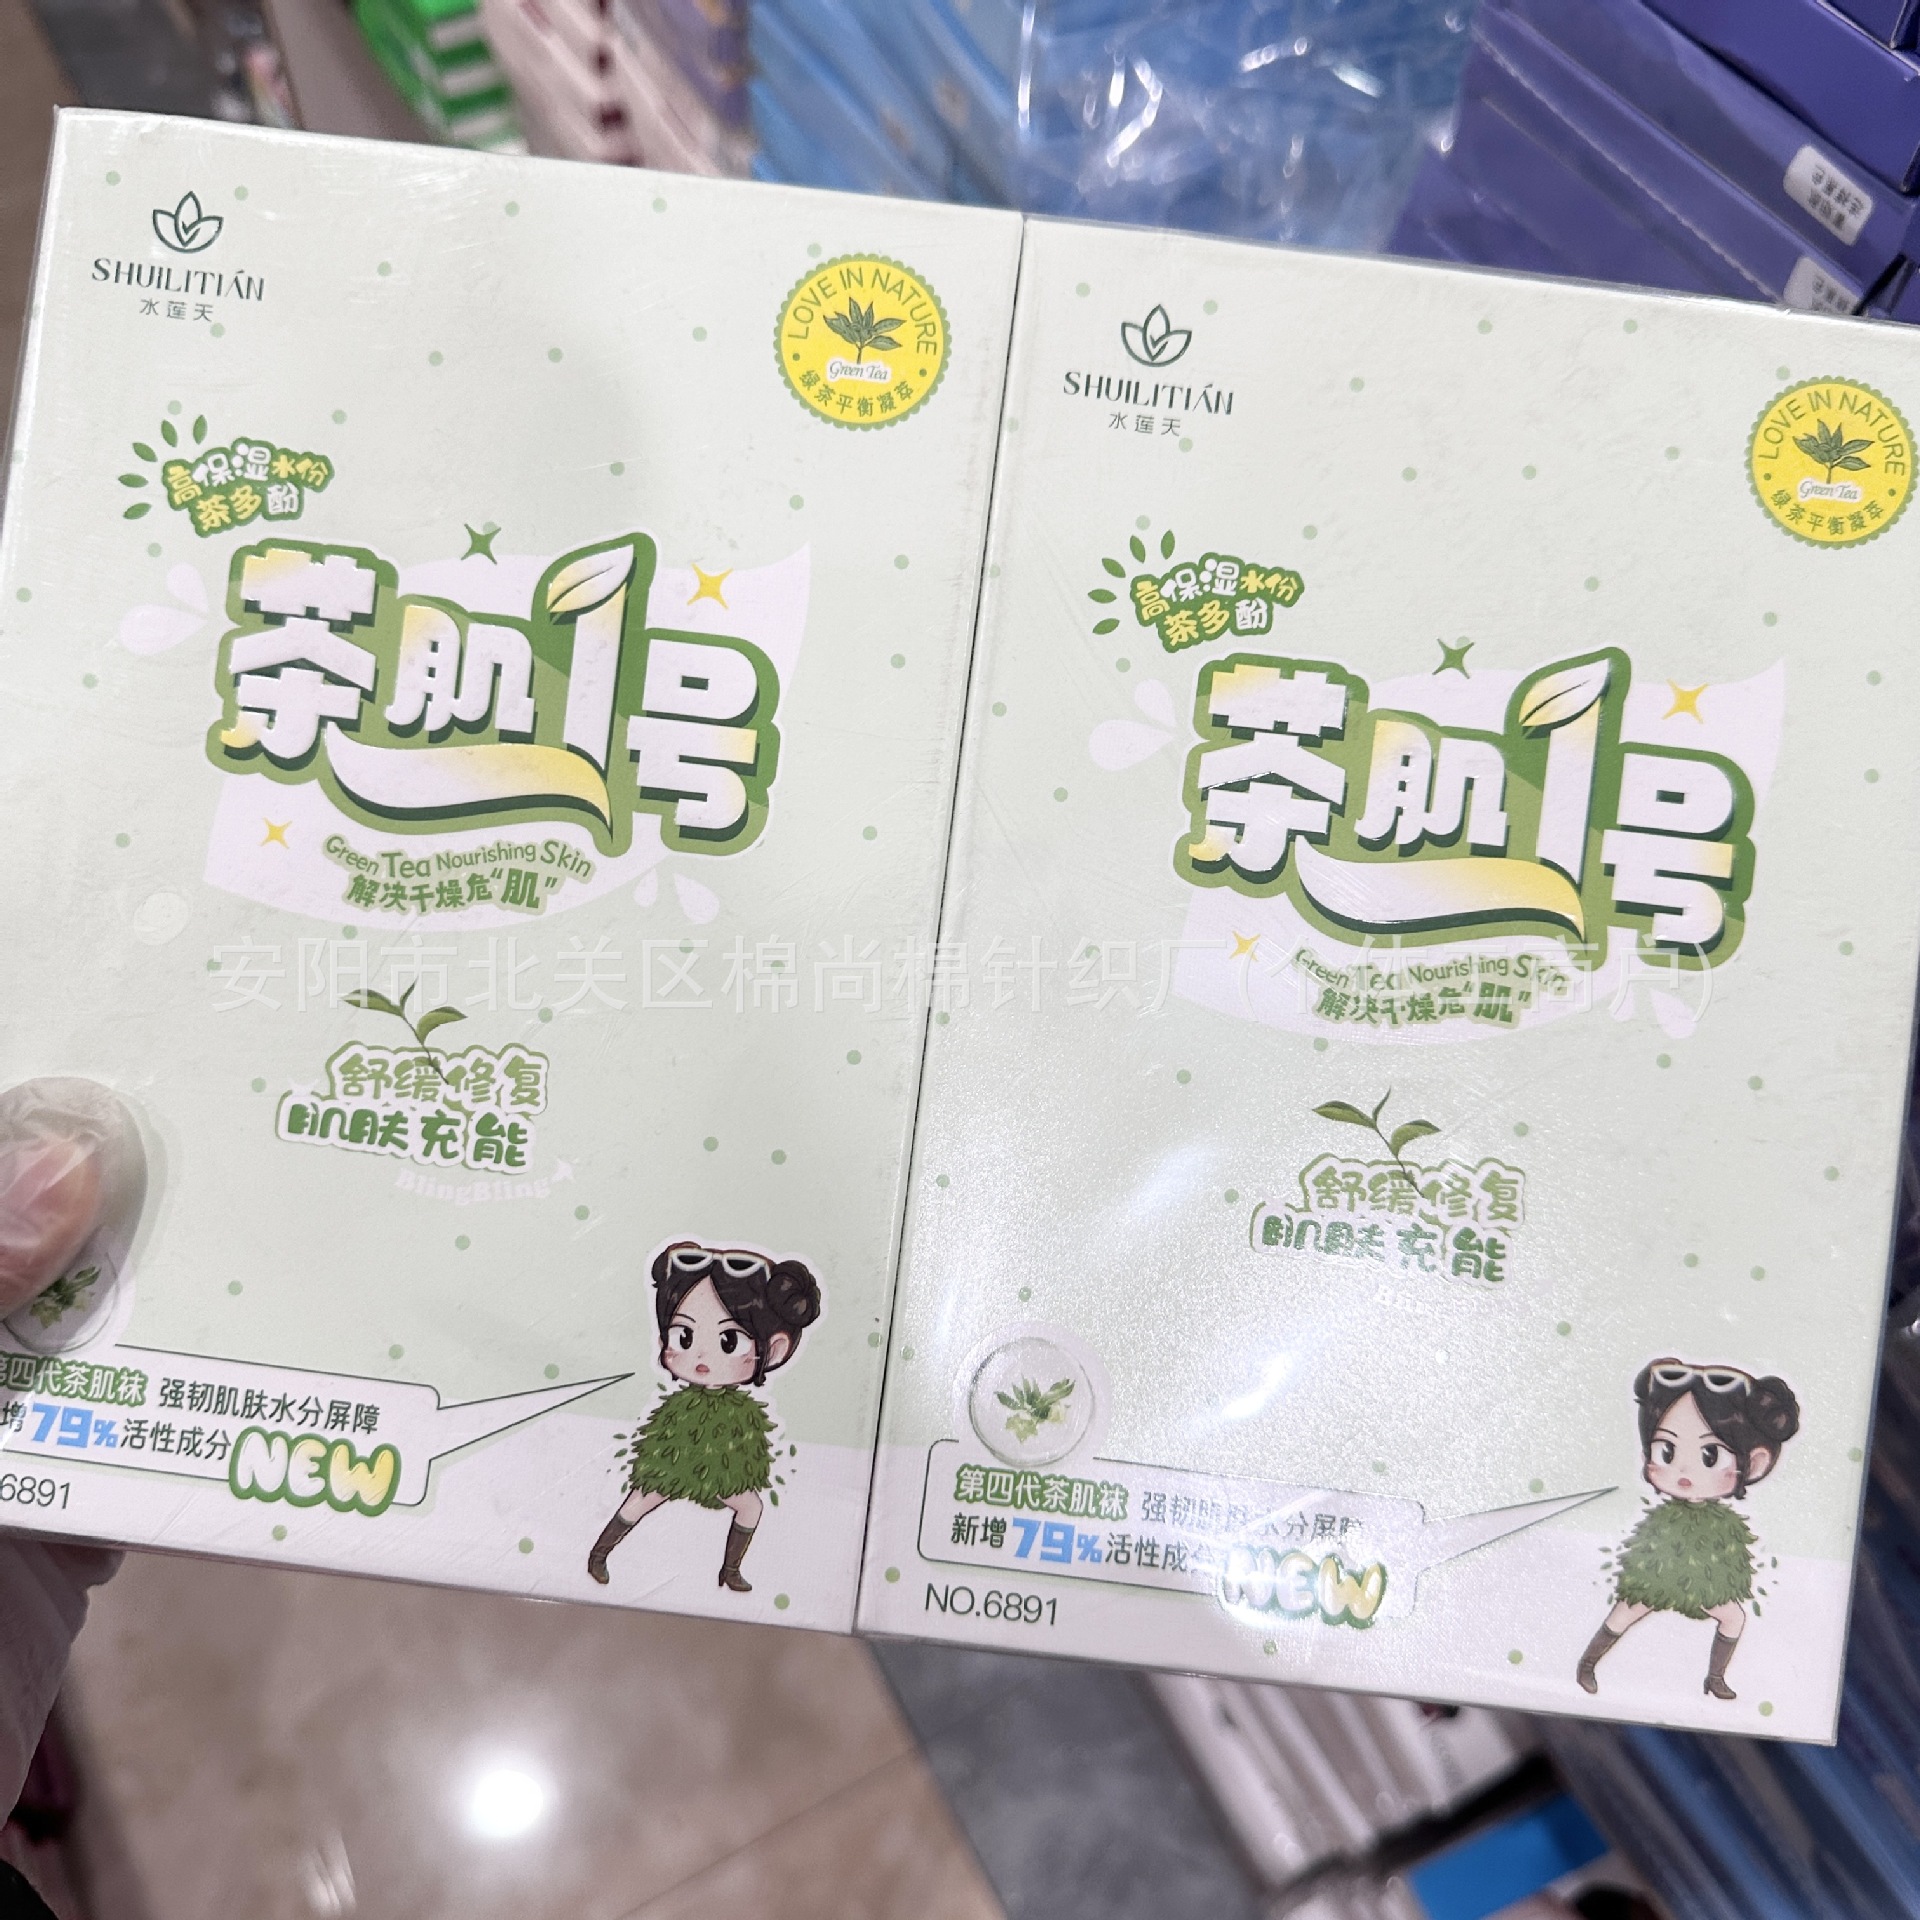 SHUILITIÁN
水莲天
LOVE IN NATURE
Green Tea
绿茶平衡凝萃
高保湿水份
茶多酚
茶肌1号
Green Tea Nourishing Skin
解决干燥危“肌”
舒缓修复
肌肤充能
BlingBling
第四代茶肌袜 强韧肌肤水分屏障
增79%活性成分 NEW
6891
SHUILITIÁN
水莲天
LOVE IN NATURE
Green Tea
绿茶平衡凝萃
高保湿水份
茶多酚
茶肌1号
Green Tea Nourishing Skin
解决干燥危“肌”
舒缓修复
肌肤充能
第四代茶肌袜 强韧肌肤水分屏障
新增79%活性成分 NEW
NO.6891
安阳市北关区棉尚棉针织厂(个体工商户)